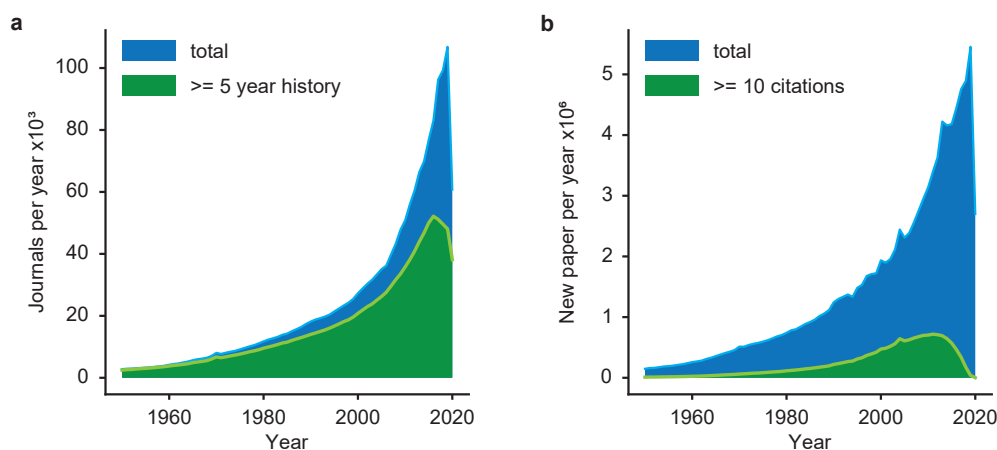 a
total
>= 5 year history
Journals per year x10³
100
80
60
40
20
0
1960
1980
2000
2020
Year
b
total
>= 10 citations
New paper per year x10⁶
5
4
3
2
1
0
1960
1980
2000
2020
Year